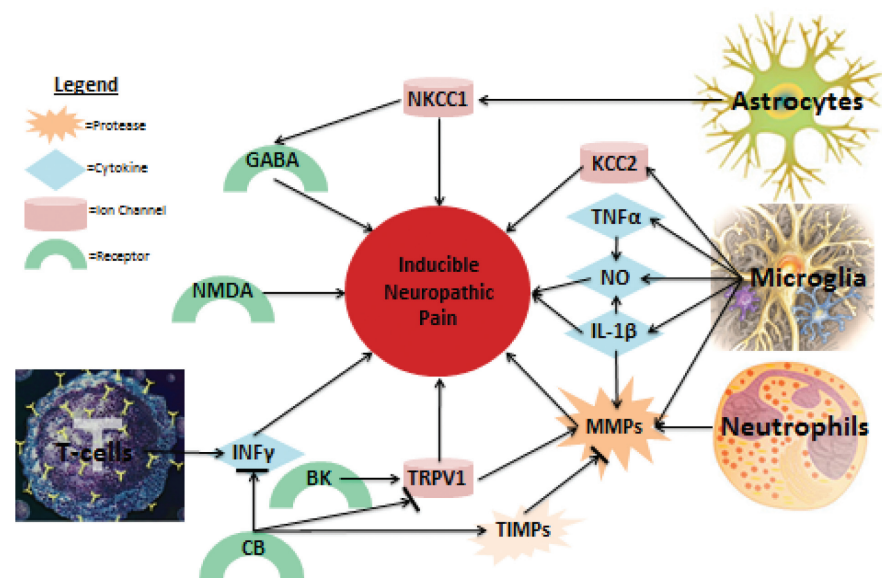 Legend
=Protease
=Cytokine
=Ion Channel
=Receptor
NKCC1
Astrocytes
GABA
KCC2
TNFα
Inducible
Neuropathic
Pain
NO
Microglia
NMDA
IL-1β
MMPs
Neutrophils
T
T-cells
INFγ
BK
TRPV1
CB
TIMPs